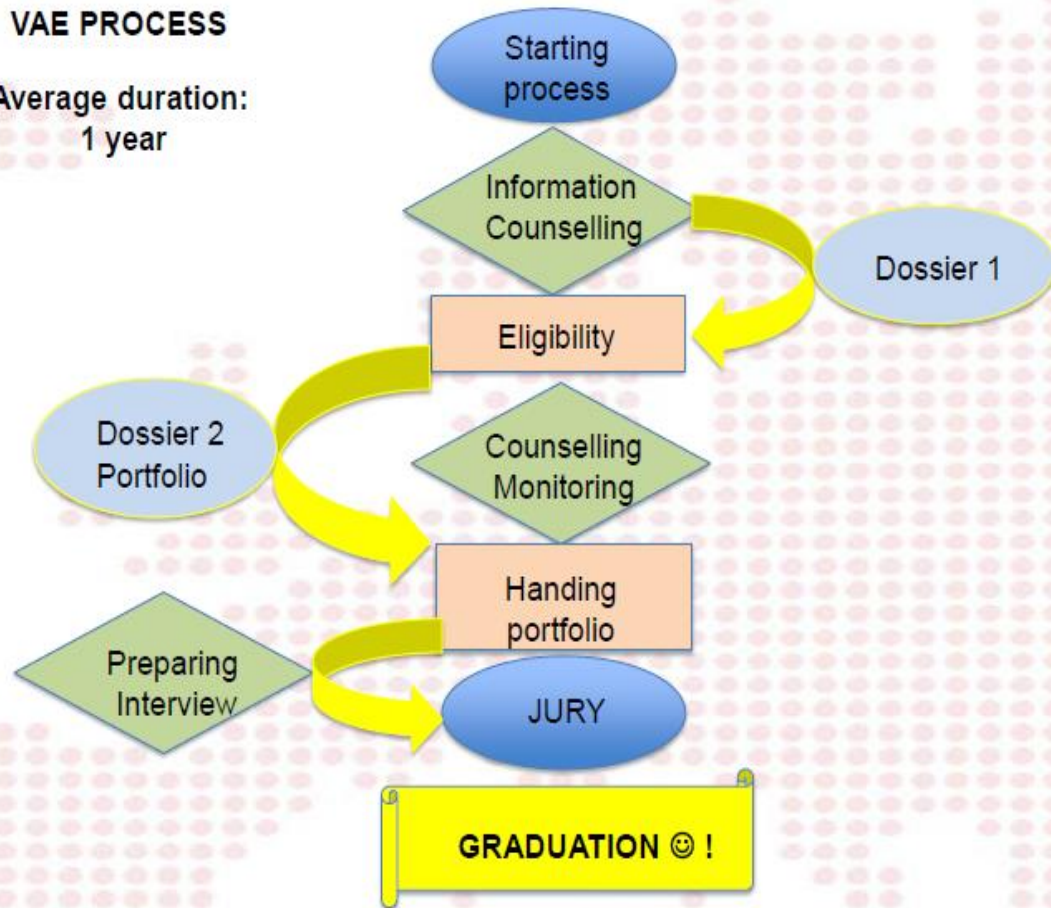 VAE PROCESS
Average duration:
1 year
Starting
process
Information
Counselling
Dossier 1
Eligibility
Dossier 2
Portfolio
Counselling
Monitoring
Handing
portfolio
Preparing
Interview
JURY
GRADUATION ☺ !